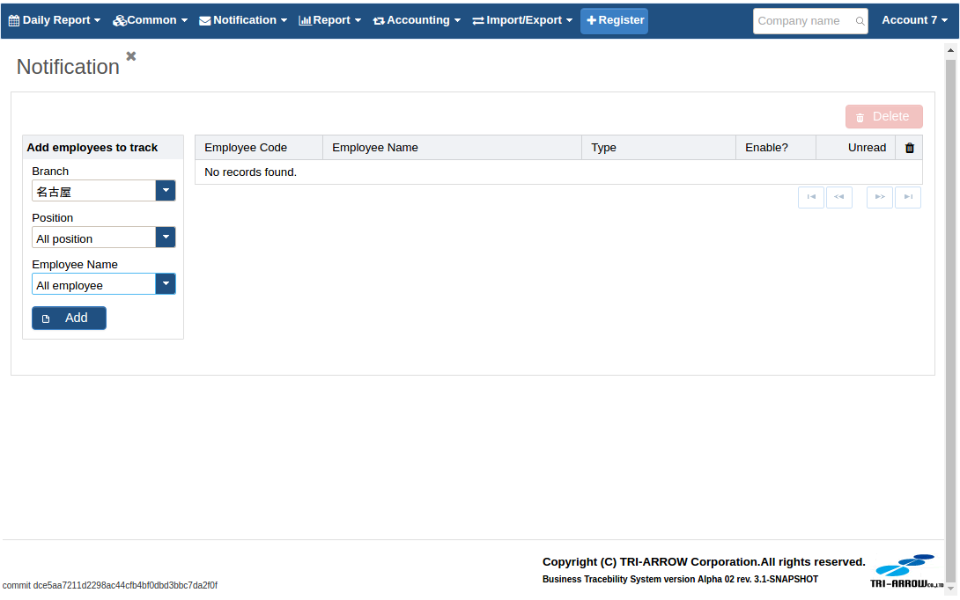 Daily Report Common Notification Report Accounting Import/Export Register Company name Account 7
Notification
Delete
Add employees to track
Employee Code Employee Name Type Enable? Unread
No records found.
Branch
名古屋
Position
All position
Employee Name
All employee
Add
Copyright (C) TRI-ARROW Corporation.All rights reserved.
Business Tracebility System version Alpha 02 rev. 3.1-SNAPSHOT
TRI-ARROW CO.,LTD
commit dce5aa7211d2298ac44cfb4bf0dbd3bbc7da2f0f